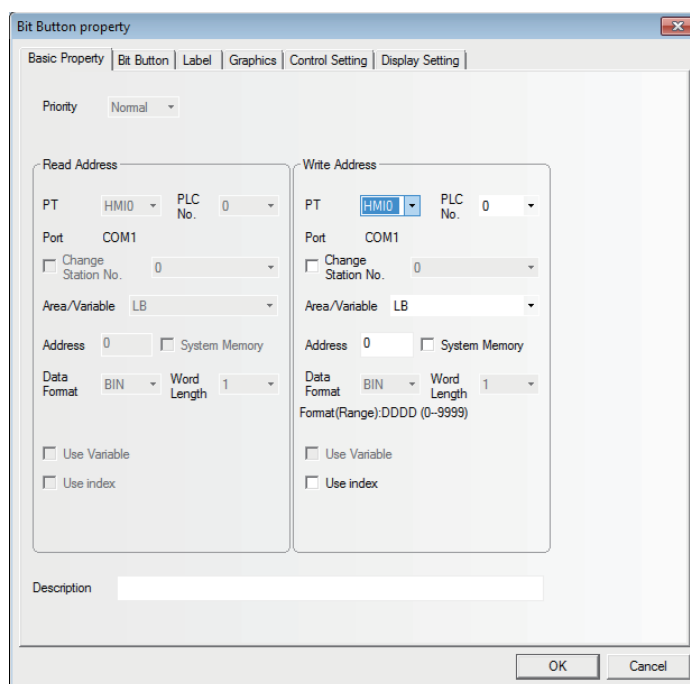 Bit Button property
Basic Property Bit Button Label Graphics Control Setting Display Setting
Priority Normal
Read Address
PT HMI0 PLC No. 0
Port COM1
Change Station No. 0
Area/Variable LB
Address 0 System Memory
Data Format BIN Word Length 1
Use Variable
Use index
Write Address
PT HMI0 PLC No. 0
Port COM1
Change Station No. 0
Area/Variable LB
Address 0 System Memory
Data Format BIN Word Length 1
Format(Range):DDDD (0--9999)
Use Variable
Use index
Description
OK Cancel